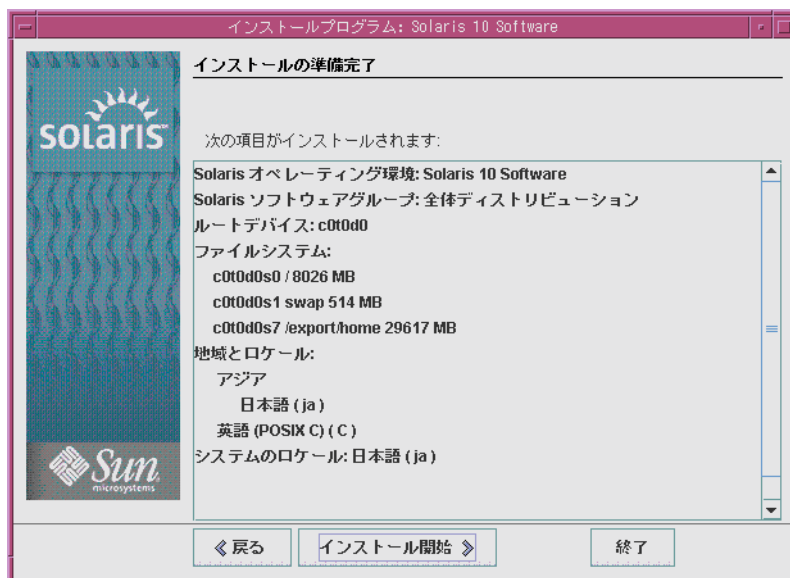 インストールプログラム: Solaris 10 Software
インストールの準備完了
solaris
次の項目がインストールされます:
Solaris オペレーティング環境: Solaris 10 Software
Solaris ソフトウェアグループ: 全体ディストリビューション
ルートデバイス: c0t0d0
ファイルシステム:
c0t0d0s0 / 8026 MB
c0t0d0s1 swap 514 MB
c0t0d0s7 /export/home 29617 MB
地域とロケール:
アジア
日本語 ( ja )
英語 (POSIX C) ( C )
システムのロケール: 日本語 ( ja )
Sun
microsystems
戻る
インストール開始
終了